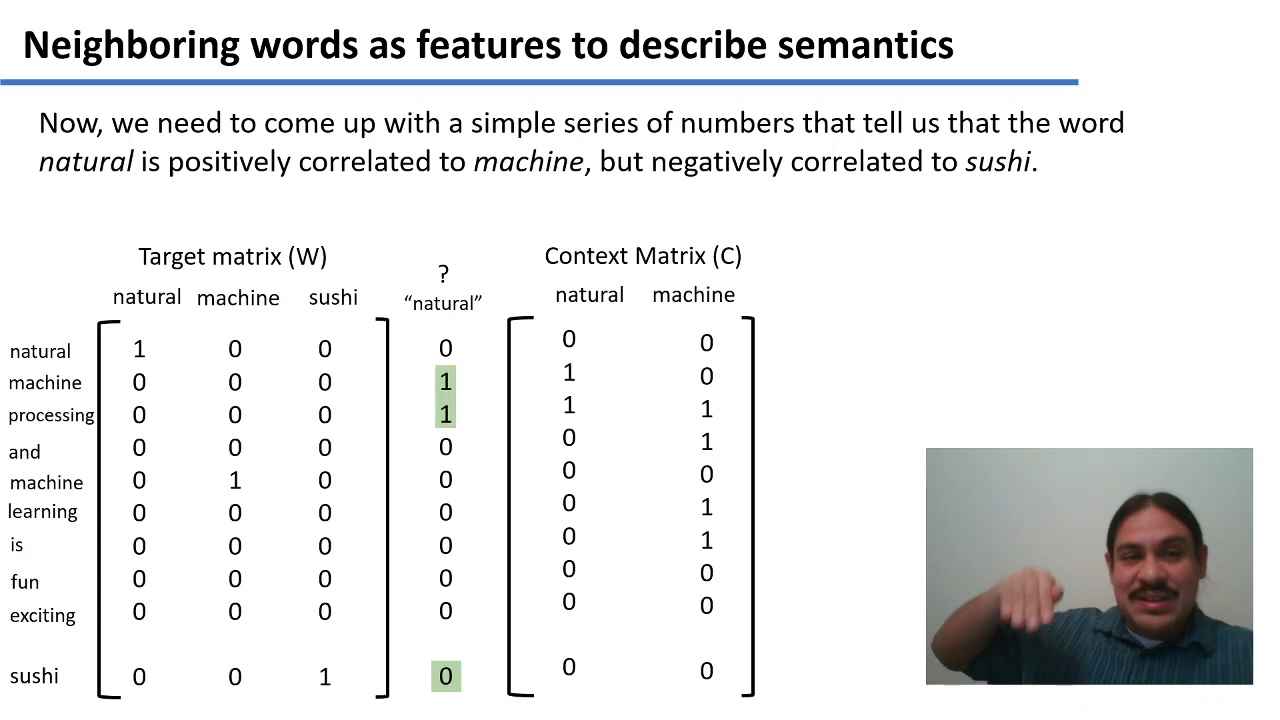 Neighboring words as features to describe semantics
Now, we need to come up with a simple series of numbers that tell us that the word
natural is positively correlated to machine, but negatively correlated to sushi.
Target matrix (W) ? Context Matrix (C)
natural machine sushi “natural” natural machine
natural 1 0 0 0 0 0
machine 0 0 0 1 1 0
processing 0 0 0 1 1 1
and 0 0 0 0 0 1
machine 0 1 0 0 0 0
learning 0 0 0 0 0 1
is 0 0 0 0 0 1
fun 0 0 0 0 0 0
exciting 0 0 0 0 0 0
sushi 0 0 1 0 0 0